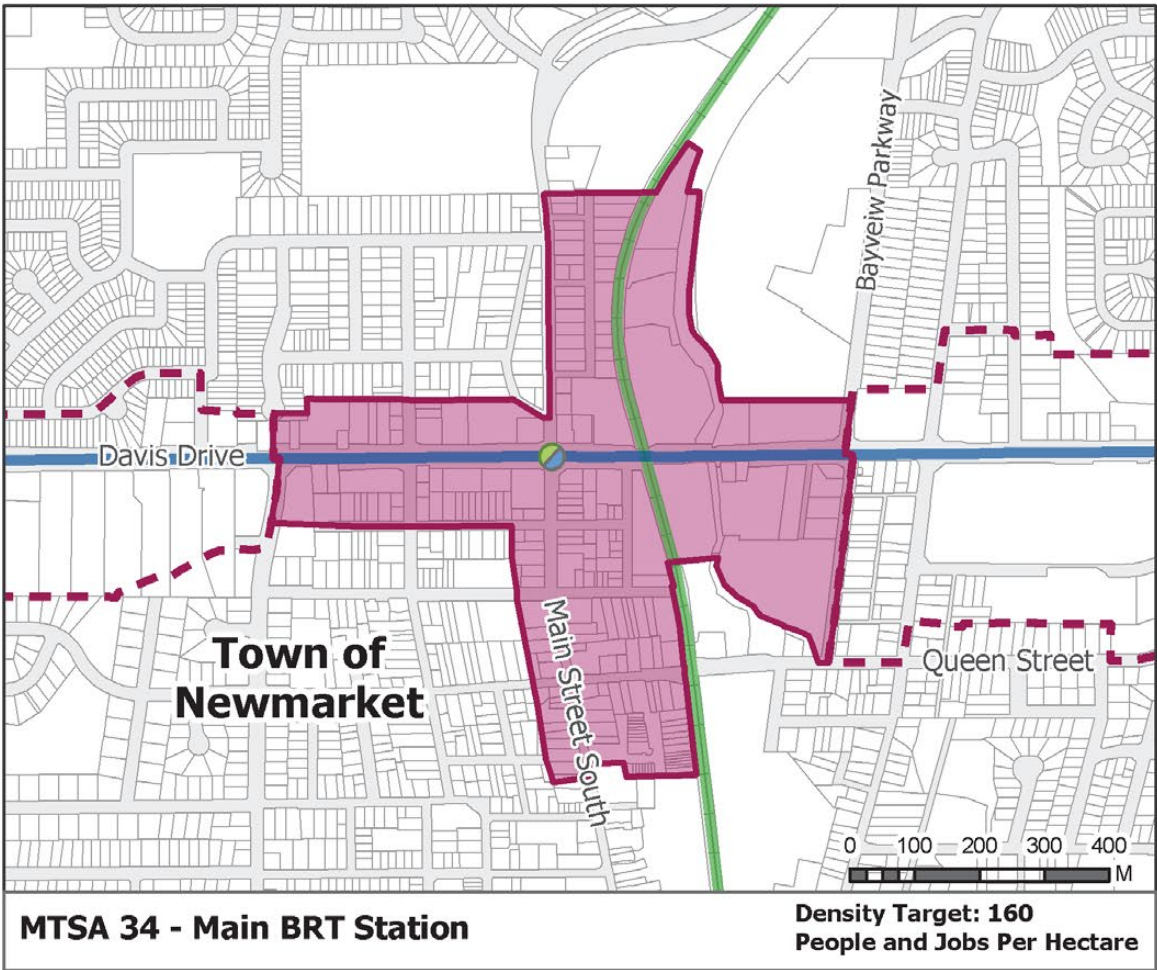 Bayveiw Parkway
Davis Drive
Main Street South
Town of
Newmarket
Queen Street
0 100 200 300 400
M
MTSA 34 - Main BRT Station
Density Target: 160
People and Jobs Per Hectare